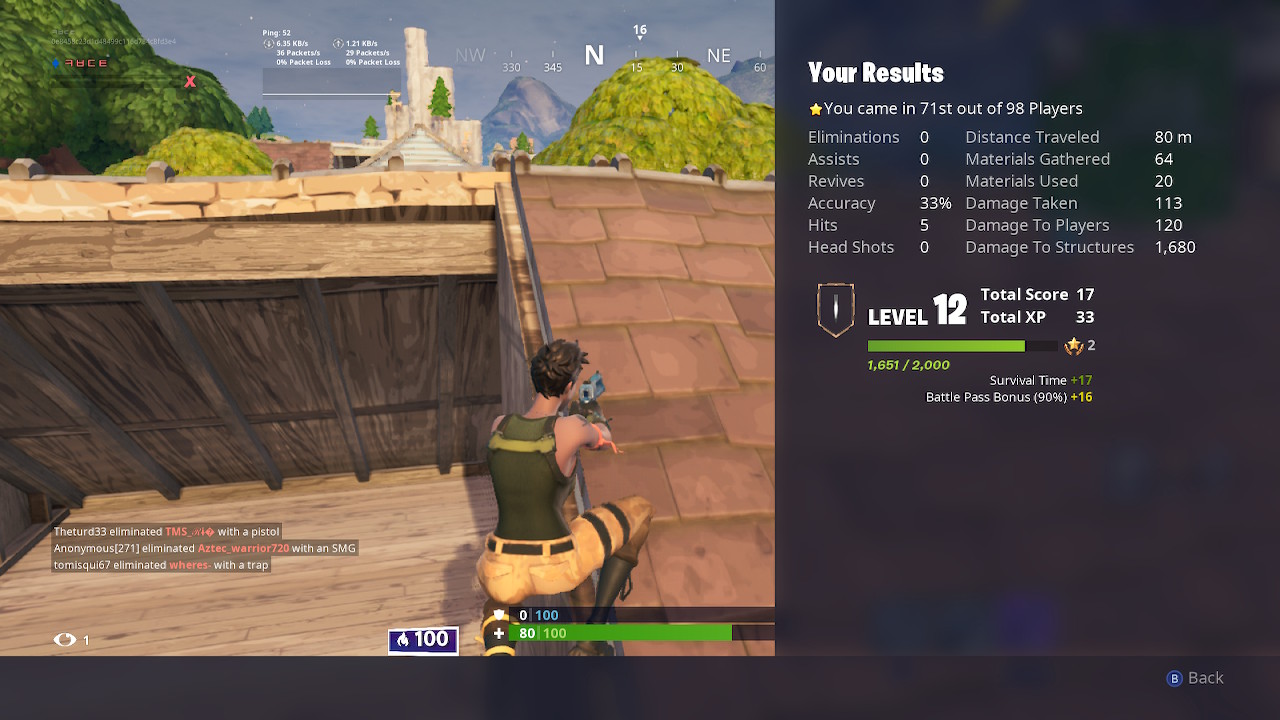 Ping: 52
6.35 KB/s 1.21 KB/s
36 Packets/s 29 Packets/s
0% Packet Loss 0% Packet Loss
16
NW 330 345 N 15 30 NE 60
X
Your Results
You came in 71st out of 98 Players
Eliminations 0 Distance Traveled 80 m
Assists 0 Materials Gathered 64
Revives 0 Materials Used 20
Accuracy 33% Damage Taken 113
Hits 5 Damage To Players 120
Head Shots 0 Damage To Structures 1,680
LEVEL 12
Total Score 17
Total XP 33
2
1,651 / 2,000
Survival Time +17
Battle Pass Bonus (90%) +16
Theturd33 eliminated with a pistol
Anonymous[271] eliminated Aztec_warrior720 with an SMG
tomisqui67 eliminated wheres- with a trap
0 | 100
80 | 100
1
100
B Back